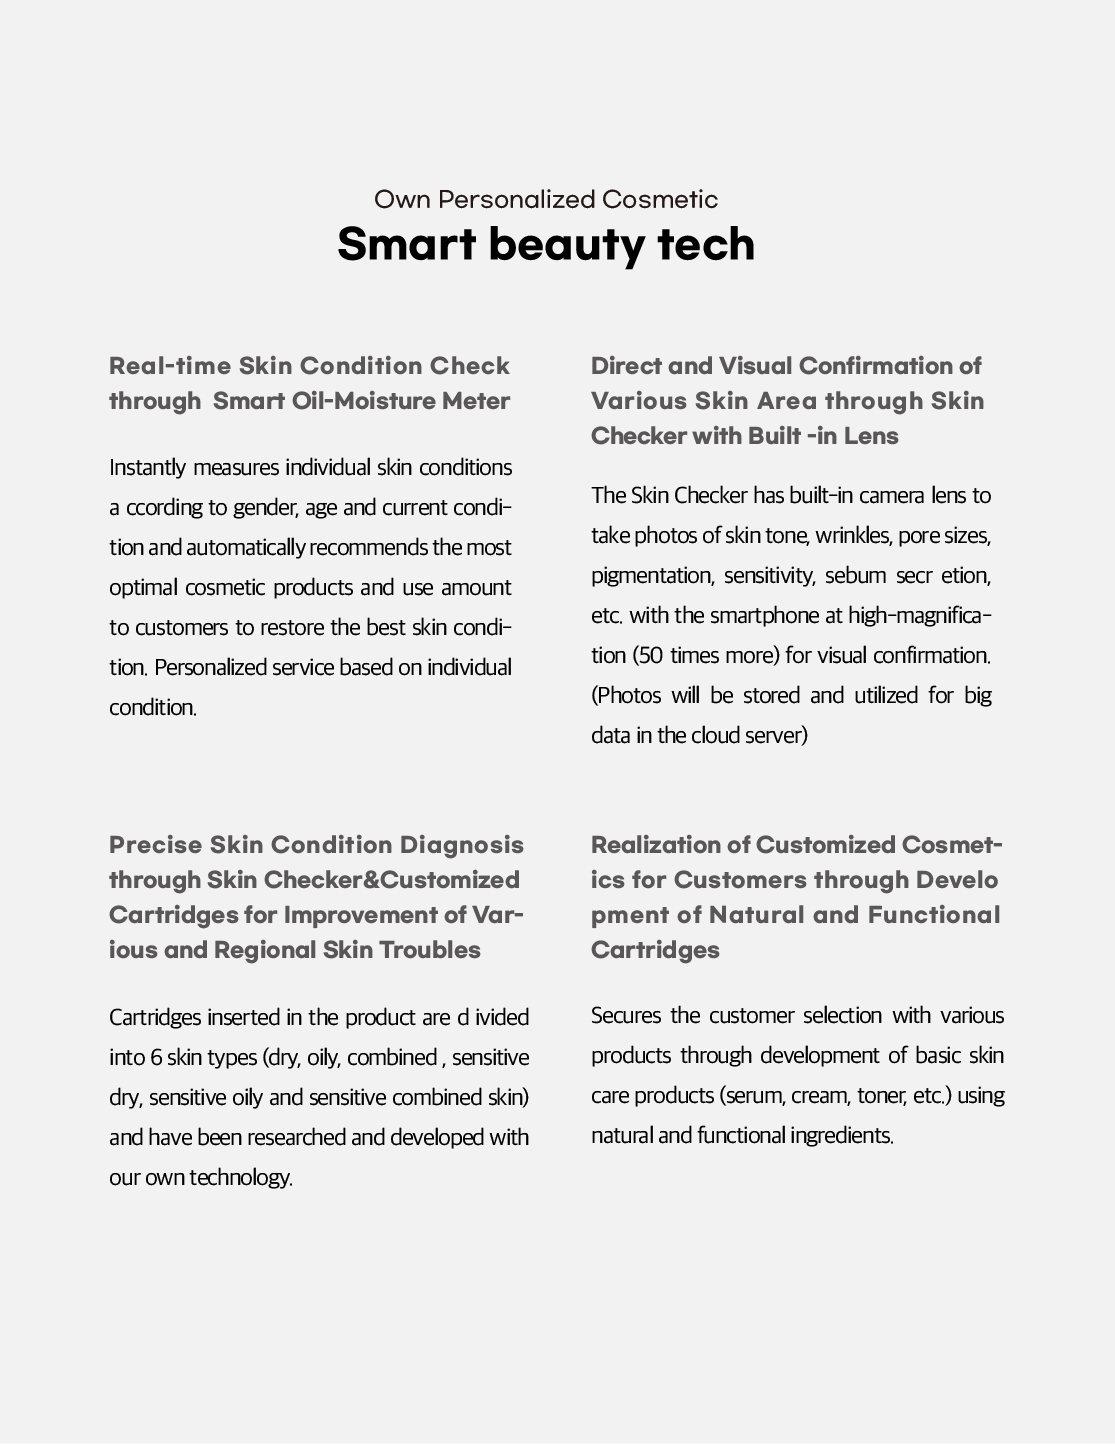 Own Personalized Cosmetic
Smart beauty tech
Real-time Skin Condition Check
through Smart Oil-Moisture Meter
Instantly measures individual skin conditions
a ccording to gender, age and current condi-
tion and automatically recommends the most
optimal cosmetic products and use amount
to customers to restore the best skin condi-
tion. Personalized service based on individual
condition.
Direct and Visual Confirmation of
Various Skin Area through Skin
Checker with Built -in Lens
The Skin Checker has built-in camera lens to
take photos of skin tone, wrinkles, pore sizes,
pigmentation, sensitivity, sebum secr etion,
etc. with the smartphone at high-magnifica-
tion (50 times more) for visual confirmation.
(Photos will be stored and utilized for big
data in the cloud server)
Precise Skin Condition Diagnosis
through Skin Checker&Customized
Cartridges for Improvement of Var-
ious and Regional Skin Troubles
Cartridges inserted in the product are d ivided
into 6 skin types (dry, oily, combined , sensitive
dry, sensitive oily and sensitive combined skin)
and have been researched and developed with
our own technology.
Realization of Customized Cosmet-
ics for Customers through Develo
pment of Natural and Functional
Cartridges
Secures the customer selection with various
products through development of basic skin
care products (serum, cream, toner, etc.) using
natural and functional ingredients.